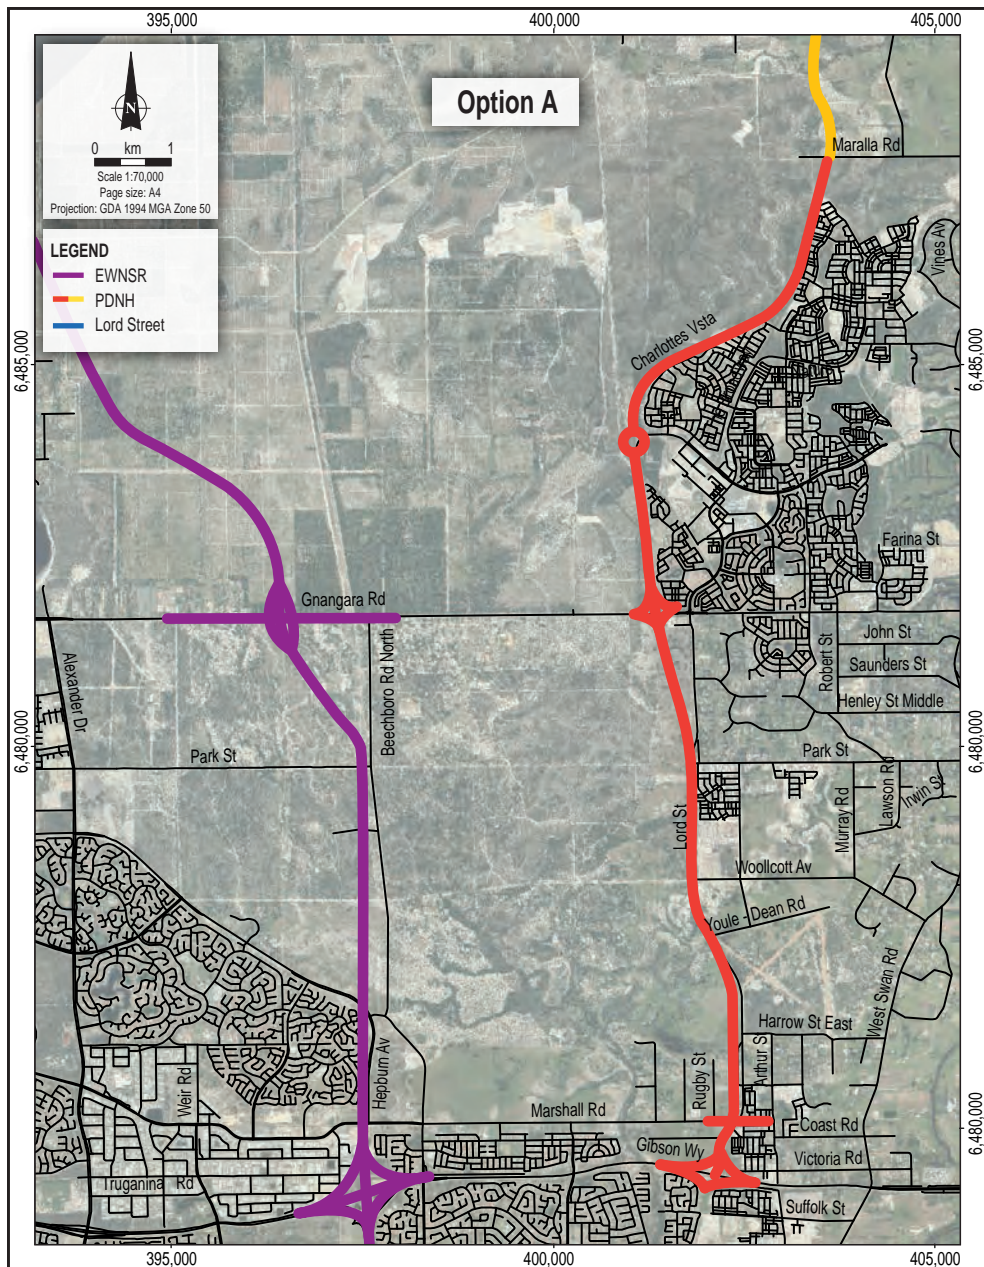 395,000
400,000
405,000
Option A
N
0 km 1
Scale 1:70,000
Page size: A4
Projection: GDA 1994 MGA Zone 50
LEGEND
EWNSR
PDNH
Lord Street
Maralla Rd
Vines Av
Charlottes Vsta
6,485,000
6,485,000
Farina St
Gnangara Rd
John St
Saunders St
Robert St
Henley St Middle
Alexander Dr
Beechboro Rd North
Park St
Park St
6,480,000
6,480,000
Lord St
Murray Rd
Lawson Rd
Irwin St
Woollcott Av
Youle - Dean Rd
West Swan Rd
Harrow St East
Arthur St
Rugby St
Hepburn Av
Weir Rd
Marshall Rd
Coast Rd
6,480,000
Gibson Wy
Victoria Rd
Truganina Rd
Suffolk St
395,000
400,000
405,000